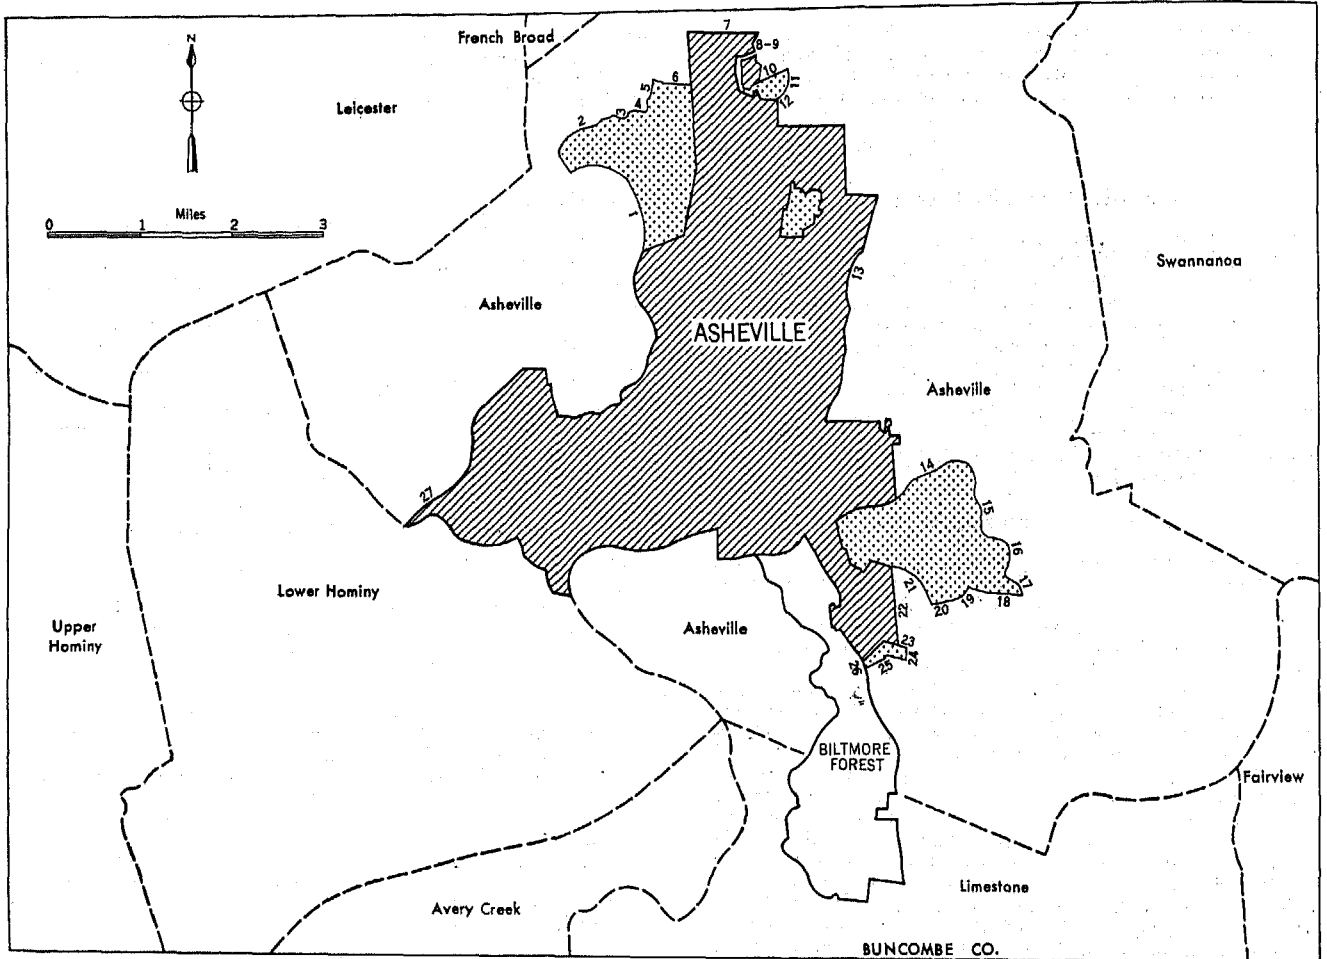 French Broad
7
8-9
N
10
11
12
6
5
4
3
2
1
Leicester
Miles
0 1 2 3
13
Swannanoa
Asheville
ASHEVILLE
Asheville
14
15
16
17
18
19
20
21
22
23
24
25
26
27
Lower Hominy
Upper
Hominy
Asheville
BILTMORE
FOREST
Fairview
Limestone
Avery Creek
BUNCOMBE CO.